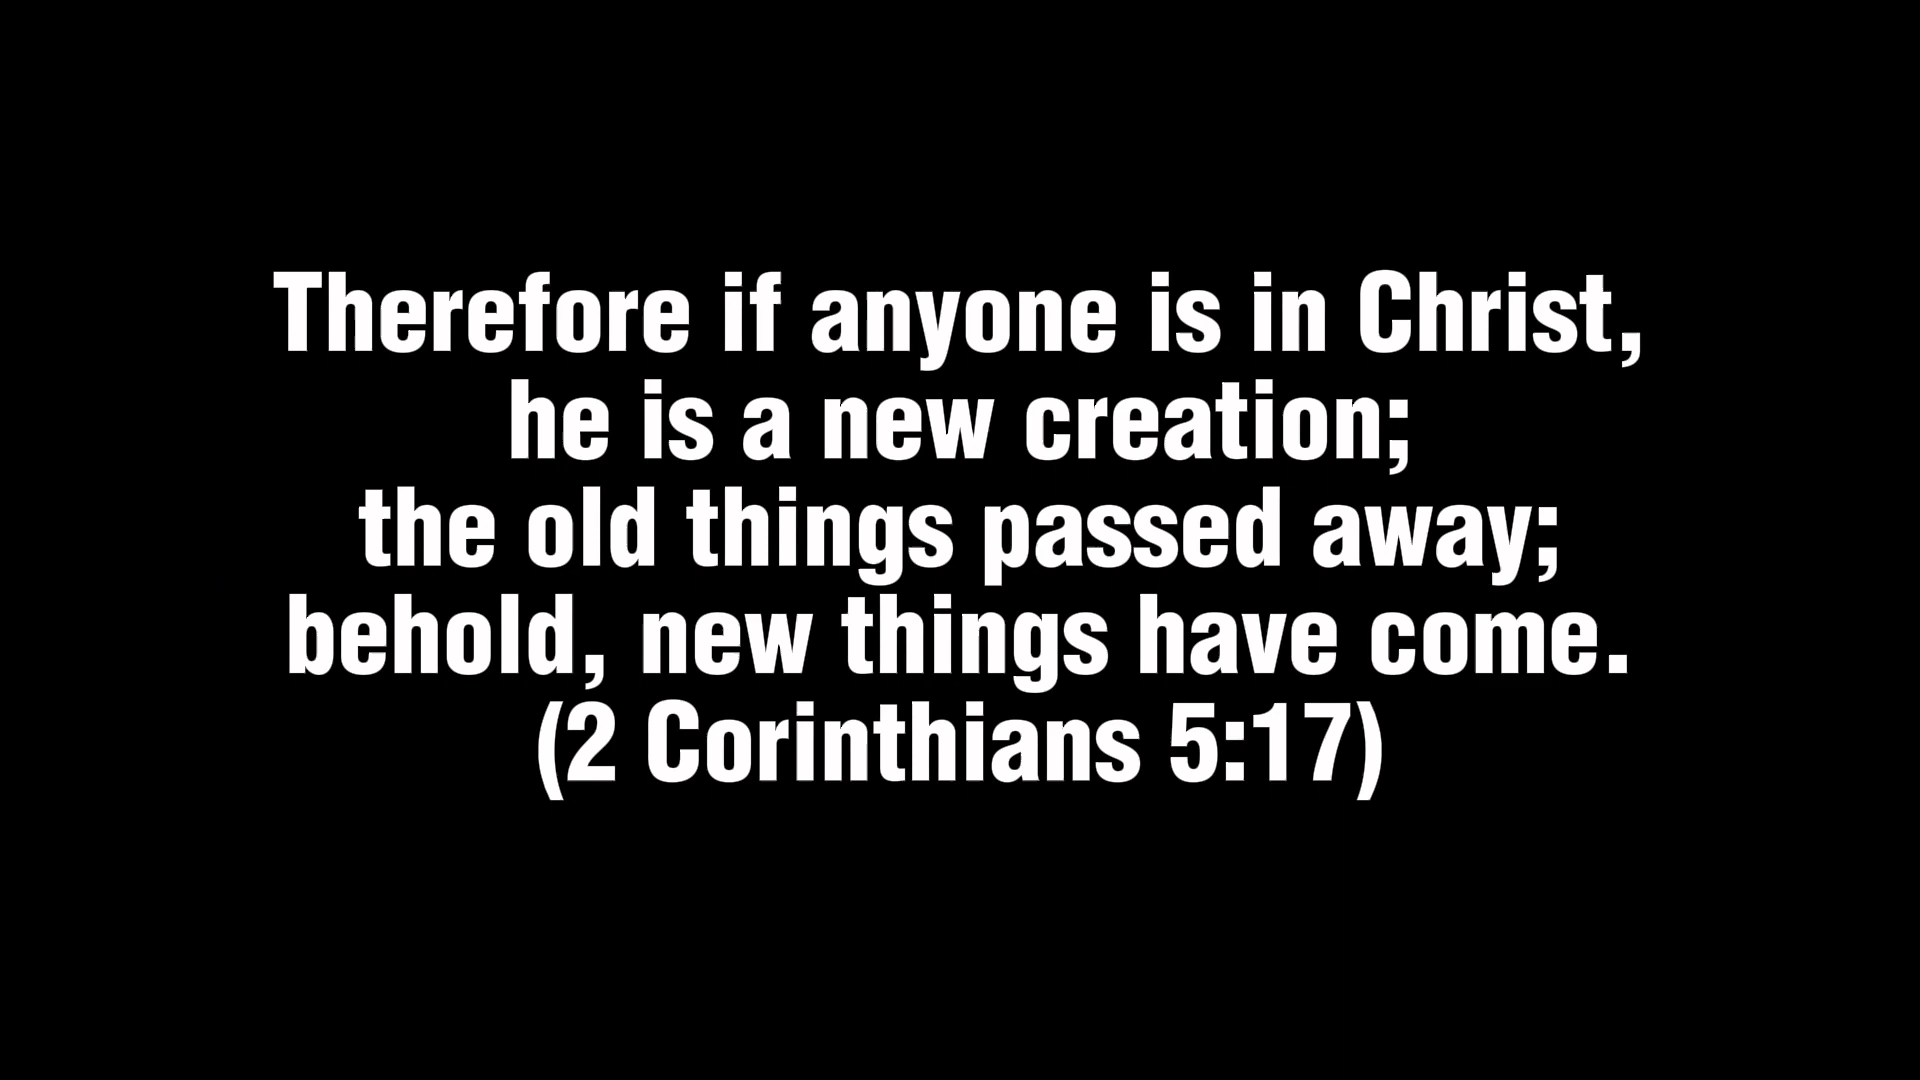 Therefore if anyone is in Christ,
he is a new creation;
the old things passed away;
behold, new things have come.
(2 Corinthians 5:17)